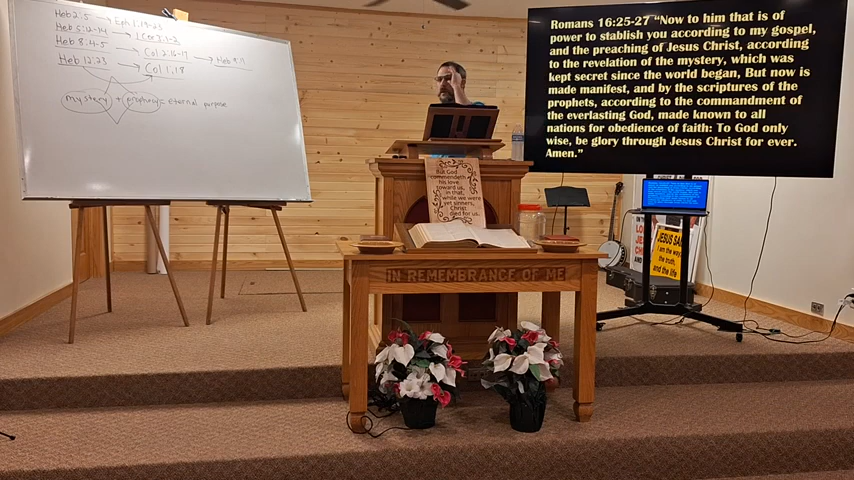 Heb 2:5 → Eph 1:19-23
Heb 5:12-14 → 1 Cor 3:1-2
Heb 8:4-5 → Col 2:16-17 → Heb 9:11
Heb 12:23 → Col 1:18
mystery + prophecy = eternal purpose
Romans 16:25-27 “Now to him that is of
power to stablish you according to my gospel,
and the preaching of Jesus Christ, according
to the revelation of the mystery, which was
kept secret since the world began, But now is
made manifest, and by the scriptures of the
prophets, according to the commandment of
the everlasting God, made known to all
nations for obedience of faith: To God only
wise, be glory through Jesus Christ for ever.
Amen.”
But God
commendeth
his love
toward us,
in that,
while we were
yet sinners,
Christ
died for us.
IN REMEMBRANCE OF ME
JESUS SAI
I am the way,
the truth,
and the life